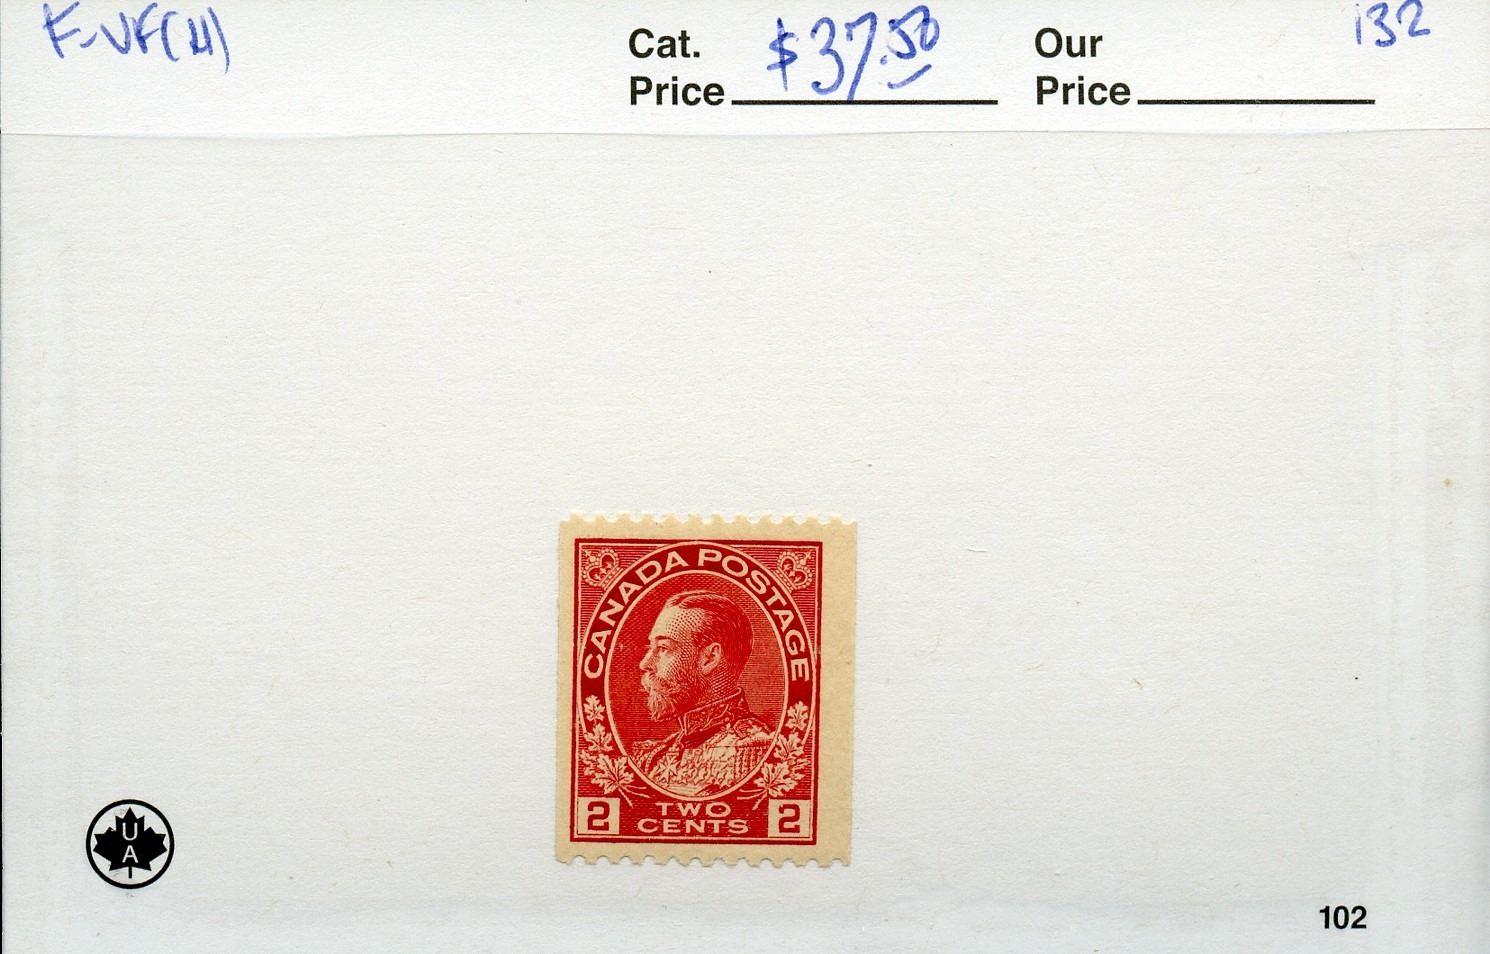 F-VF(H)
Cat.
Price $37.50
Our
Price
132
CANADA POSTAGE
2 TWO 2
CENTS
U
A
102